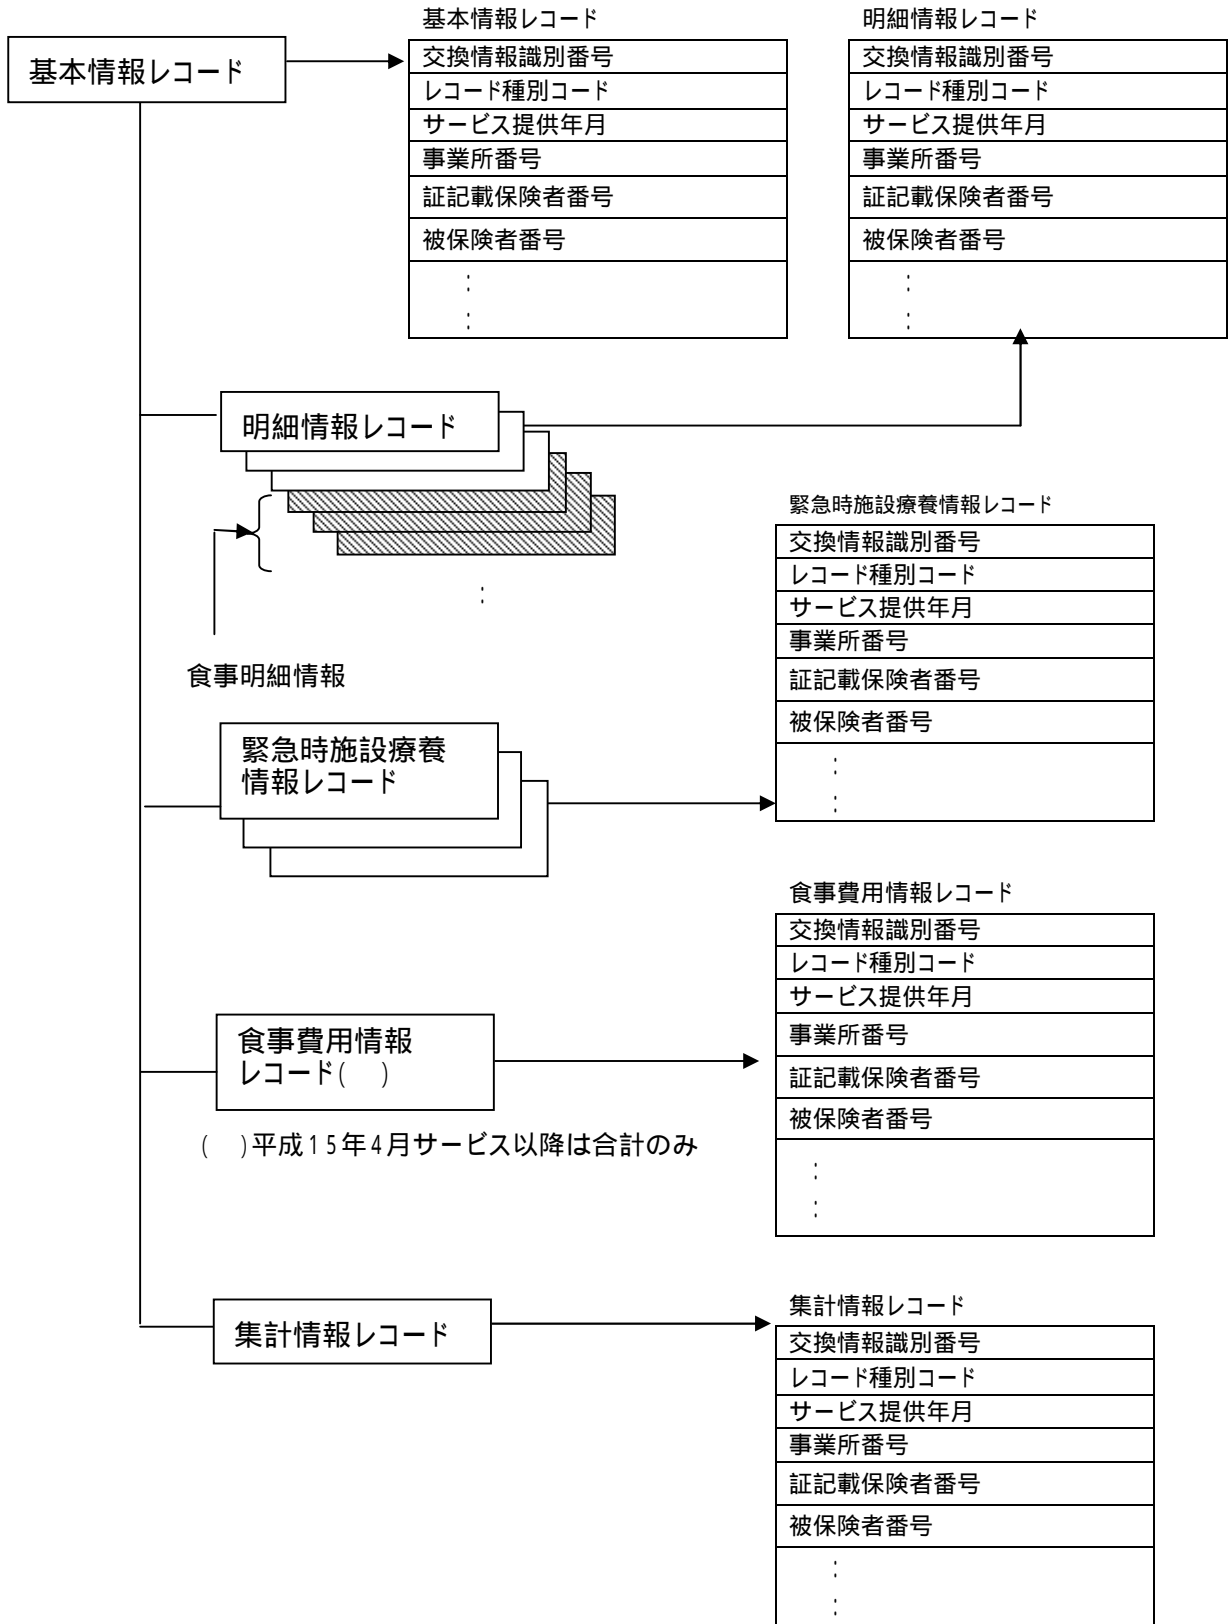 基本情報レコード
基本情報レコード
交換情報識別番号
レコード種別コード
サービス提供年月
事業所番号
証記載保険者番号
被保険者番号
:
:
明細情報レコード
交換情報識別番号
レコード種別コード
サービス提供年月
事業所番号
証記載保険者番号
被保険者番号
:
:
明細情報レコード
:
食事明細情報
緊急時施設療養情報レコード
交換情報識別番号
レコード種別コード
サービス提供年月
事業所番号
証記載保険者番号
被保険者番号
:
:
緊急時施設療養
情報レコード
食事費用情報レコード
交換情報識別番号
レコード種別コード
サービス提供年月
事業所番号
証記載保険者番号
被保険者番号
:
:
食事費用情報
レコード(　)
(　)平成15年4月サービス以降は合計のみ
集計情報レコード
集計情報レコード
交換情報識別番号
レコード種別コード
サービス提供年月
事業所番号
証記載保険者番号
被保険者番号
:
: